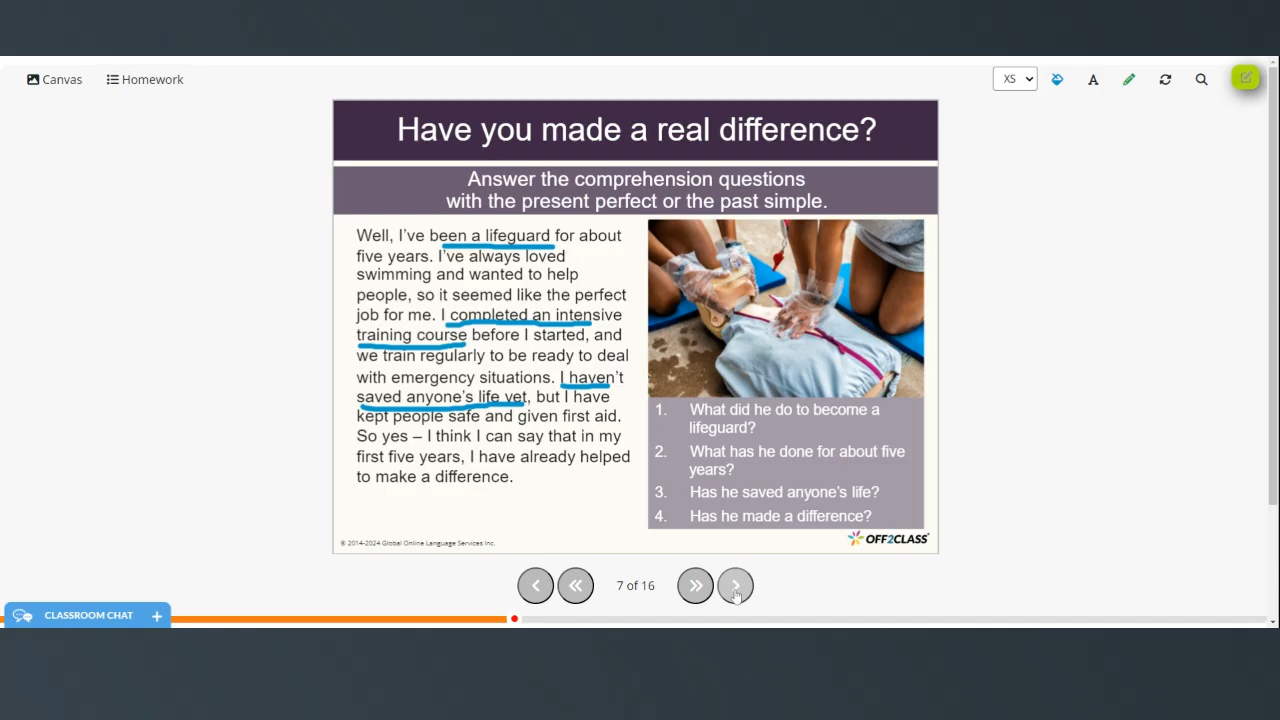 Canvas
Homework
XS
A
Have you made a real difference?
Answer the comprehension questions
with the present perfect or the past simple.
Well, I've been a lifeguard for about
five years. I've always loved
swimming and wanted to help
people, so it seemed like the perfect
job for me. I completed an intensive
training course before I started, and
we train regularly to be ready to deal
with emergency situations. I haven't
saved anyone's life yet, but I have
kept people safe and given first aid.
So yes – I think I can say that in my
first five years, I have already helped
to make a difference.
1. What did he do to become a
lifeguard?
2. What has he done for about five
years?
3. Has he saved anyone's life?
4. Has he made a difference?
© 2014-2024 Global Online Language Services Inc.
OFF2CLASS
7 of 16
CLASSROOM CHAT +